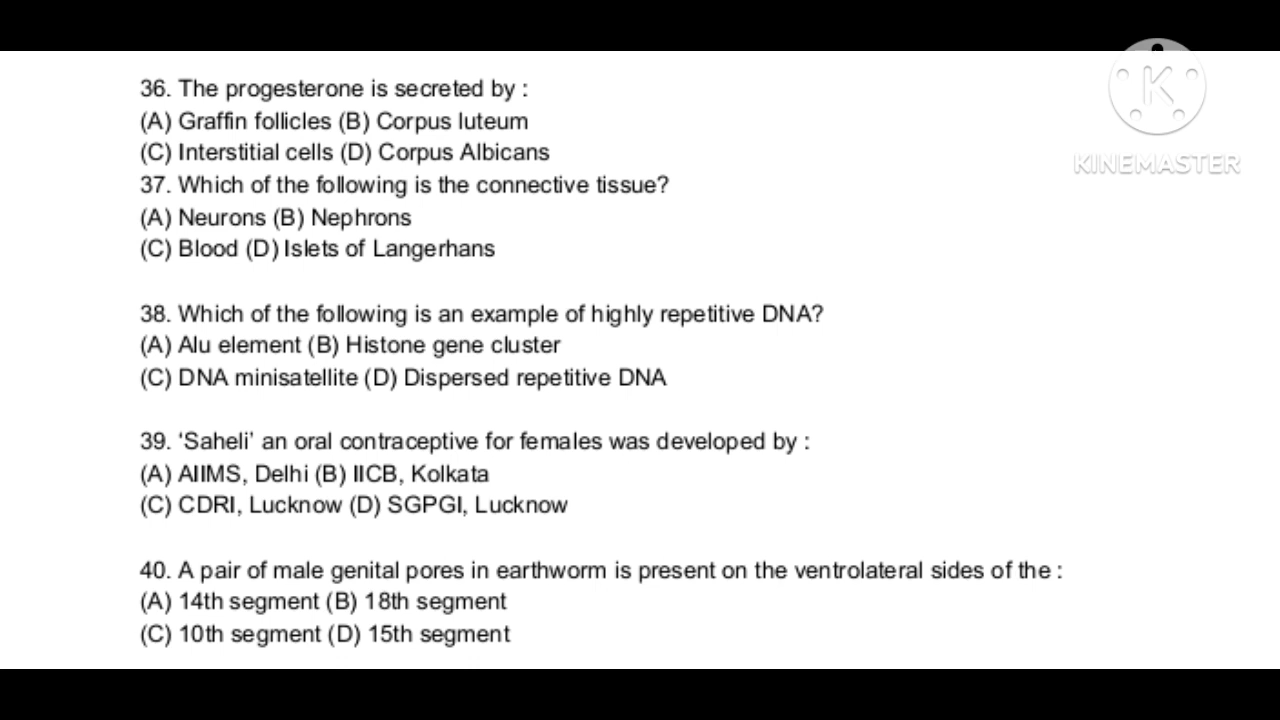 KINEMASTER
36. The progesterone is secreted by :
(A) Graffin follicles (B) Corpus luteum
(C) Interstitial cells (D) Corpus Albicans
37. Which of the following is the connective tissue?
(A) Neurons (B) Nephrons
(C) Blood (D) Islets of Langerhans
38. Which of the following is an example of highly repetitive DNA?
(A) Alu element (B) Histone gene cluster
(C) DNA minisatellite (D) Dispersed repetitive DNA
39. ‘Saheli’ an oral contraceptive for females was developed by :
(A) AIIMS, Delhi (B) IICB, Kolkata
(C) CDRI, Lucknow (D) SGPGI, Lucknow
40. A pair of male genital pores in earthworm is present on the ventrolateral sides of the :
(A) 14th segment (B) 18th segment
(C) 10th segment (D) 15th segment